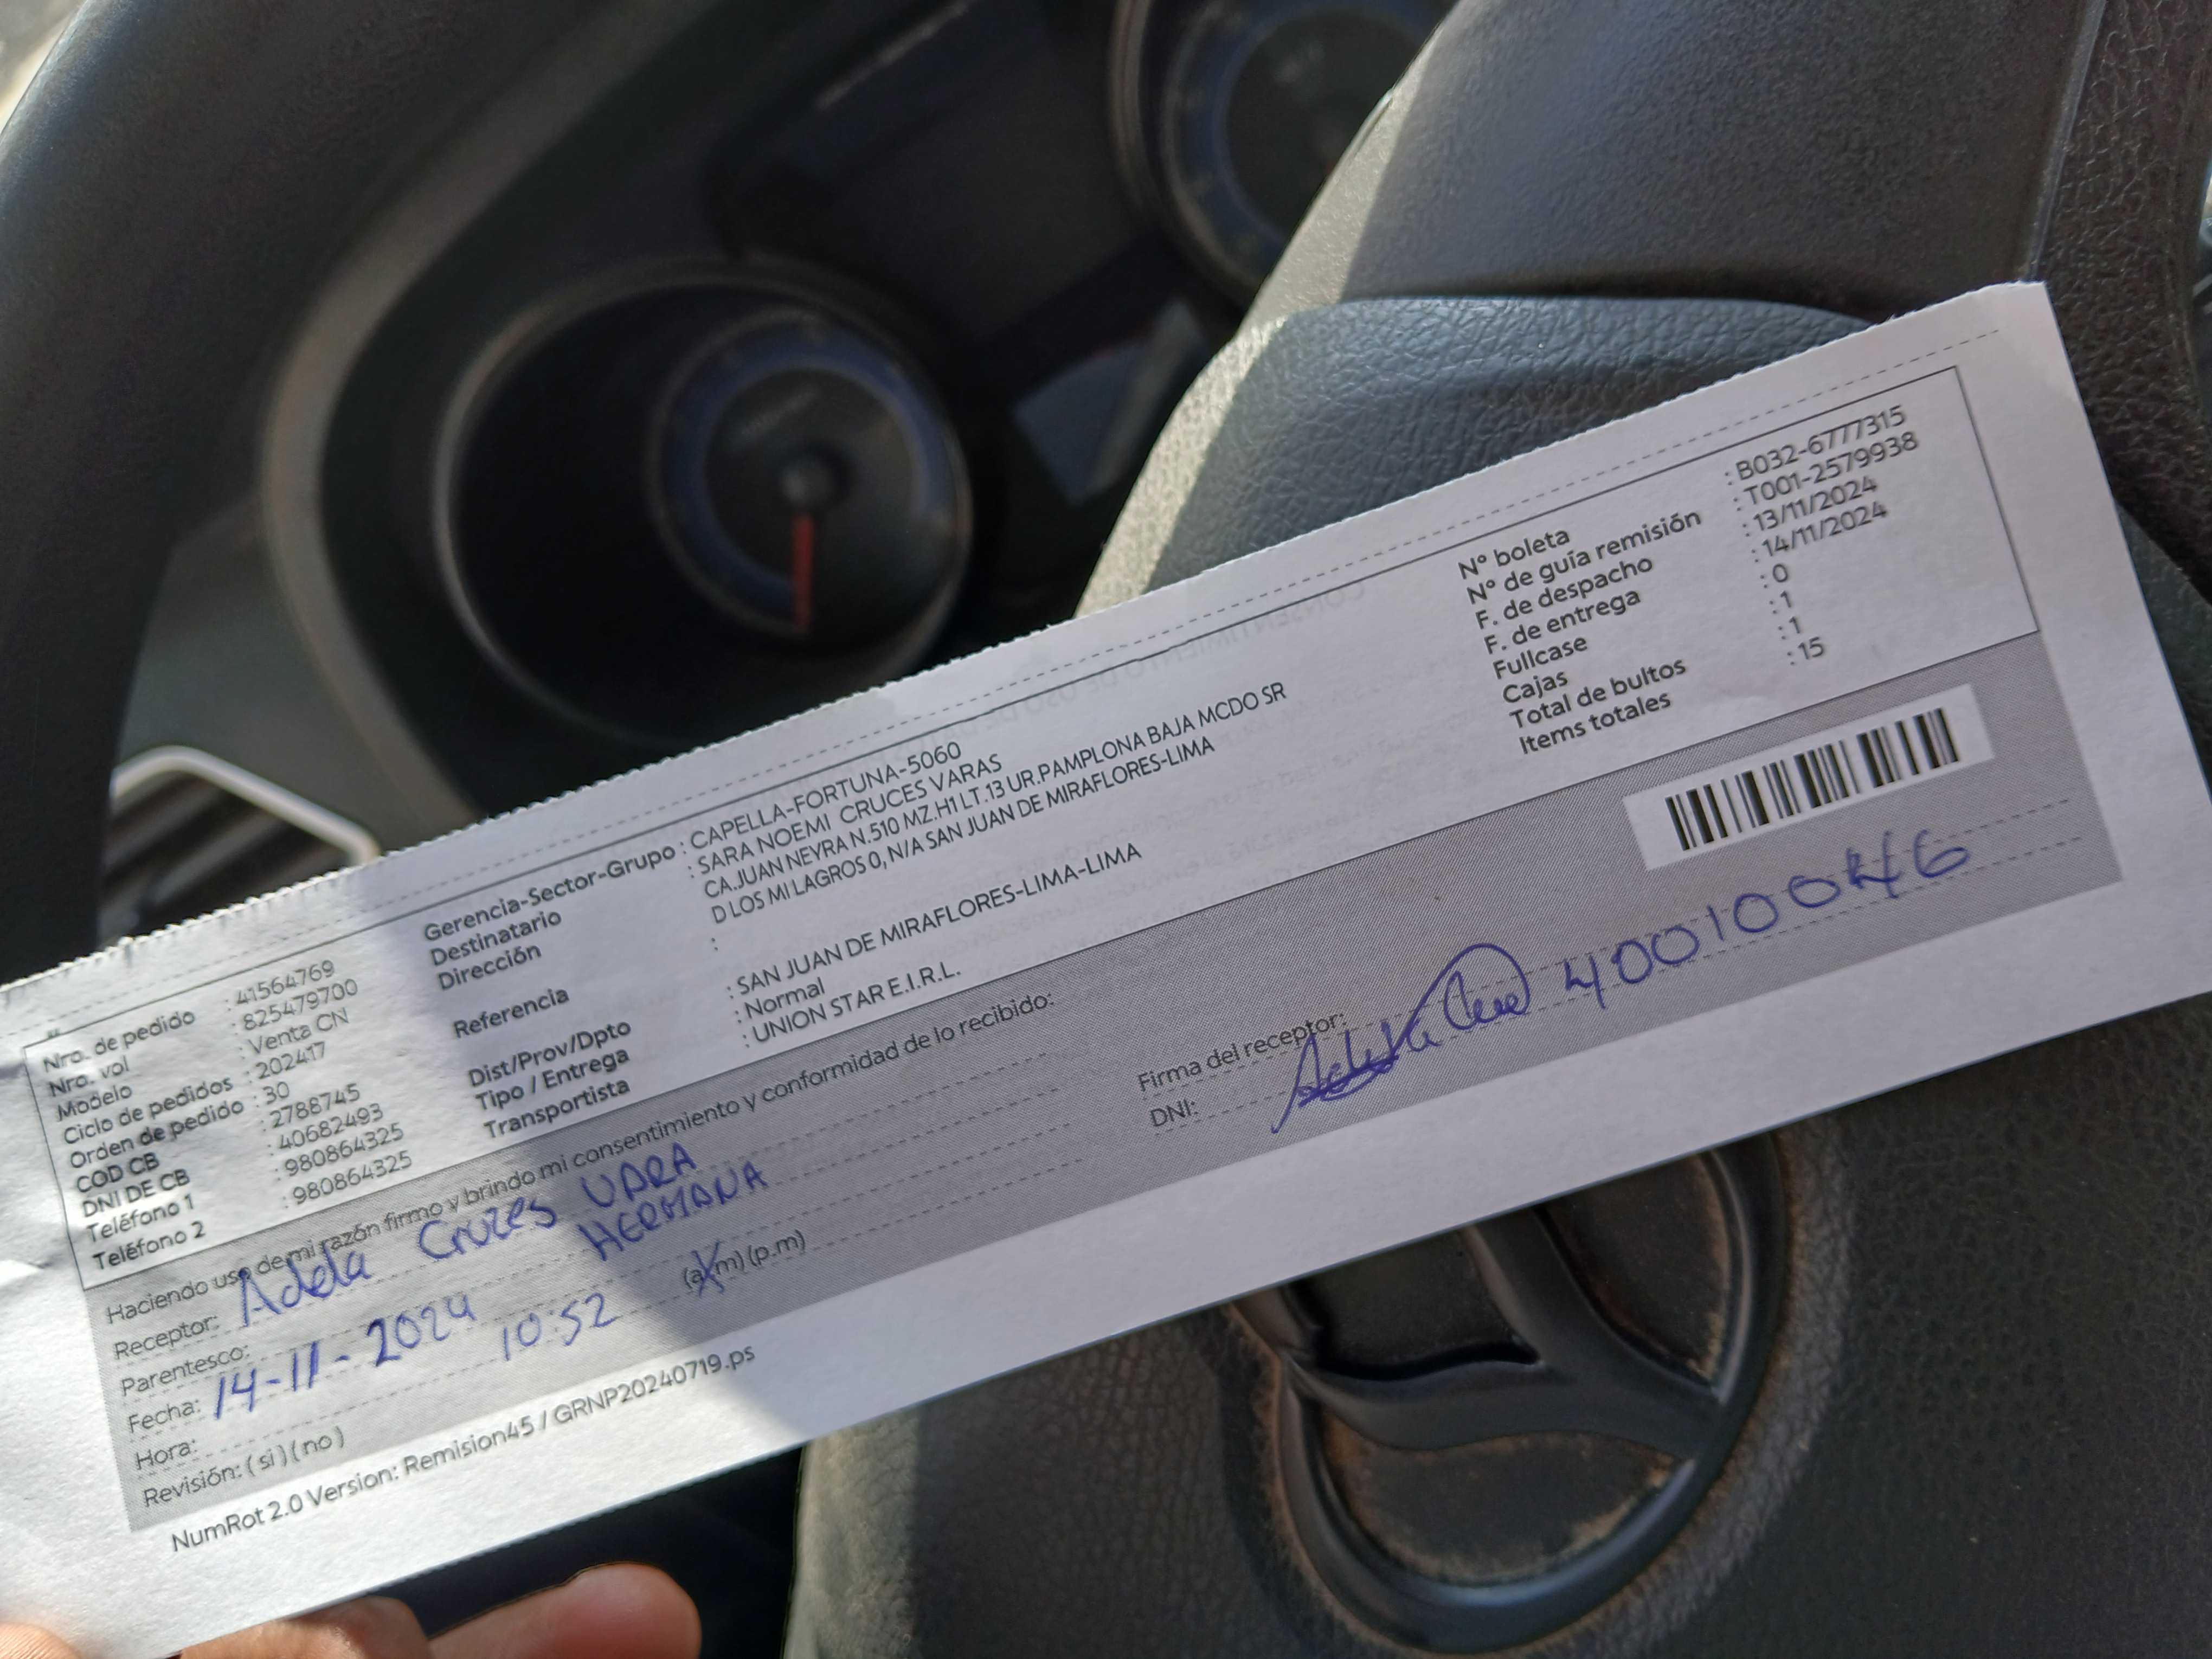 Nro. de pedido : 41564769
Nro. vol : 825479700
Modelo : Venta CN
Ciclo de pedidos : 202417
Orden de pedido : 30
COD CB : 2788745
DNI DE CB : 40682493
Teléfono 1 : 980864325
Teléfono 2 : 980864325
Gerencia-Sector-Grupo : CAPELLA-FORTUNA-5060
Destinatario : SARA NOEMI CRUCES VARAS
Dirección CA.JUAN NEYRA N.510 MZ.H1 LT.13 UR.PAMPLONA BAJA MCDO SR
D LOS MILAGROS 0, N/A SAN JUAN DE MIRAFLORES-LIMA
Referencia :
Dist/Prov/Dpto : SAN JUAN DE MIRAFLORES-LIMA-LIMA
Tipo / Entrega : Normal
Transportista : UNION STAR E.I.R.L.
N° boleta : B032-6777315
N° de guía remisión : T001-2579938
F. de despacho : 13/11/2024
F. de entrega : 14/11/2024
Fullcase : 0
Cajas : 1
Total de bultos : 1
Items totales : 15
Haciendo uso de mi razón firmo y brindo mi consentimiento y conformidad de lo recibido:
Receptor: Adela Cruzes VARA
Parentesco: HERMANA
Fecha: 14-11-2024
Hora: 10:52 (a.m) (p.m)
Revisión: ( si ) ( no )
Firma del receptor:
DNI: 40010046
NumRot 2.0 Version: Remision45 / GRNP20240719.ps